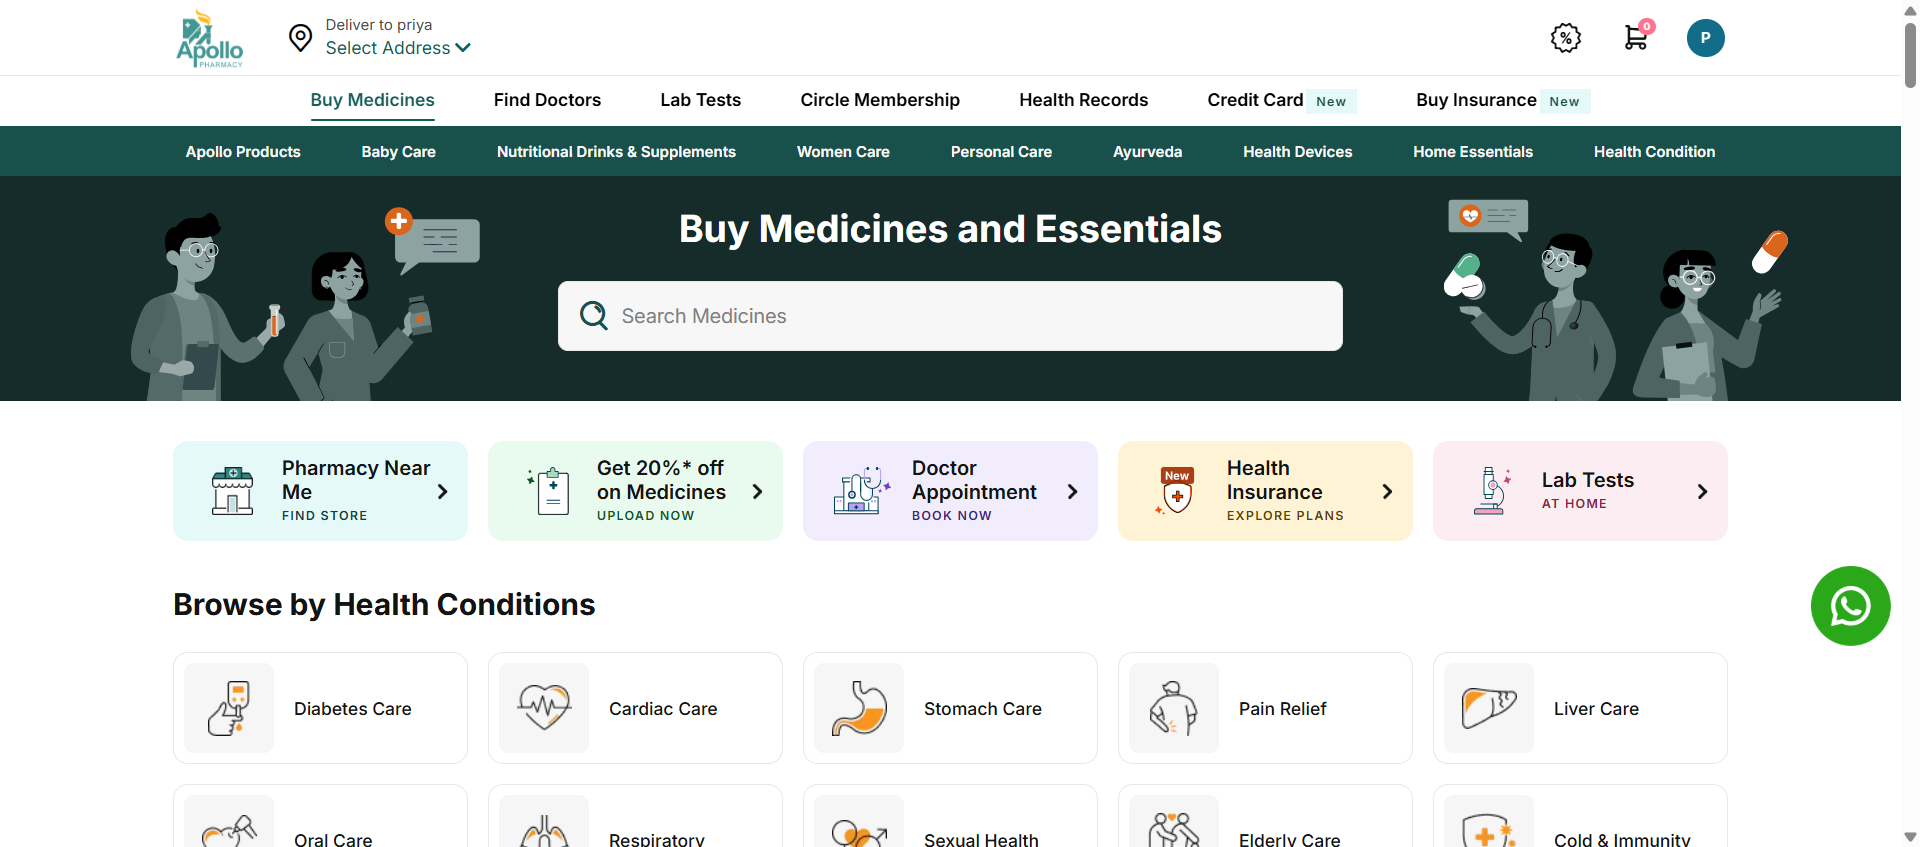 Apollo
PHARMACY
Deliver to priya
Select Address
0
P
Buy Medicines
Find Doctors
Lab Tests
Circle Membership
Health Records
Credit Card New
Buy Insurance New
Apollo Products
Baby Care
Nutritional Drinks & Supplements
Women Care
Personal Care
Ayurveda
Health Devices
Home Essentials
Health Condition
Buy Medicines and Essentials
Search Medicines
Pharmacy Near
Me
FIND STORE
Get 20%* off
on Medicines
UPLOAD NOW
Doctor
Appointment
BOOK NOW
New
Health
Insurance
EXPLORE PLANS
Lab Tests
AT HOME
Browse by Health Conditions
Diabetes Care
Cardiac Care
Stomach Care
Pain Relief
Liver Care
Oral Care
Respiratory
Sexual Health
Elderly Care
Cold & Immunity